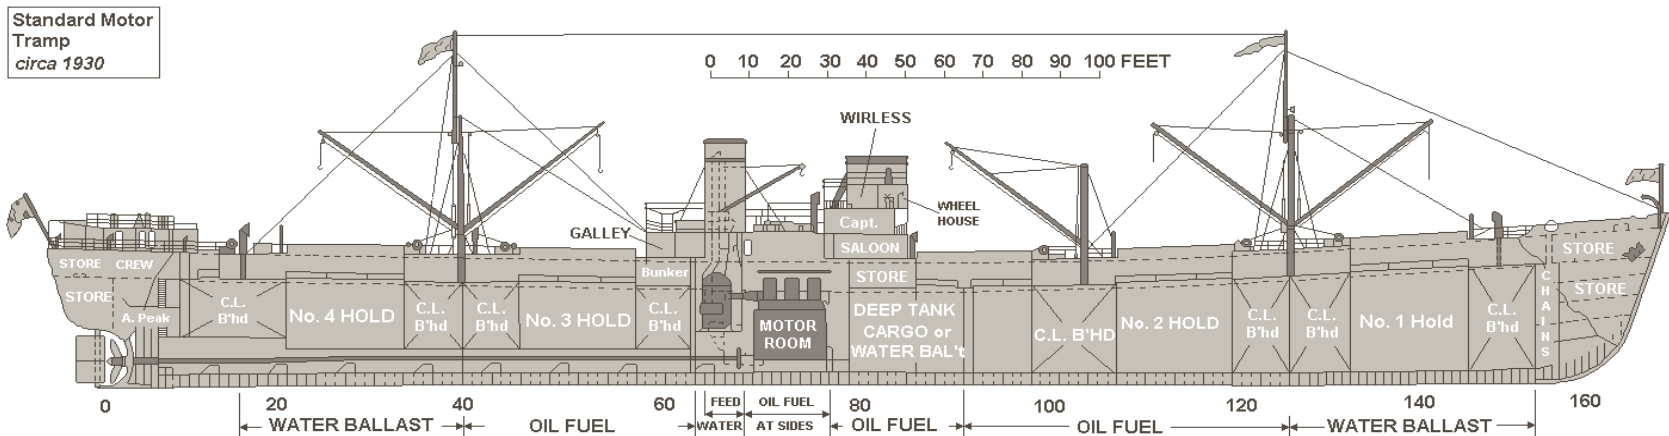 Standard Motor
Tramp
circa 1930
0 10 20 30 40 50 60 70 80 90 100 FEET
WIRLESS
WHEEL
HOUSE
Capt.
GALLEY
SALOON
STORE
CREW
Bunker
STORE
STORE
STORE
STORE
A. Peak
C.L.
B'hd
No. 4 HOLD
C.L.
B'hd
C.L.
B'hd
No. 3 HOLD
C.L.
B'hd
MOTOR
ROOM
DEEP TANK
CARGO or
WATER BAL't
C.L. B'HD
No. 2 HOLD
C.L.
B'hd
C.L.
B'hd
No. 1 Hold
C.L.
B'hd
CHAINS
0 20 40 60 80 100 120 140 160
WATER BALLAST
OIL FUEL
FEED
WATER
OIL FUEL
AT SIDES
OIL FUEL
OIL FUEL
WATER BALLAST